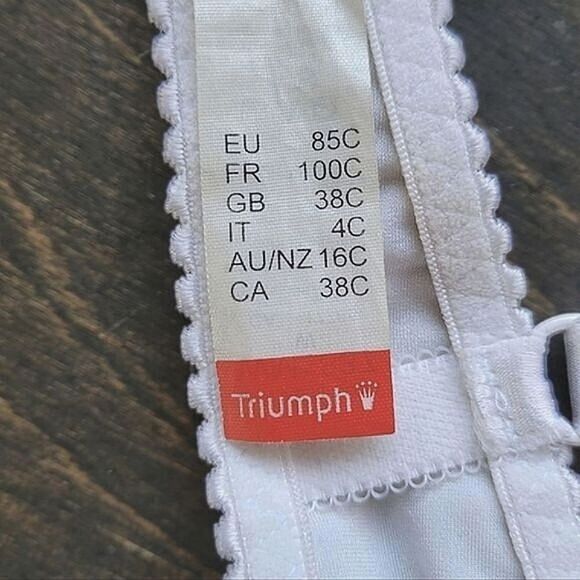 EU 85C
FR 100C
GB 38C
IT 4C
AU/NZ 16C
CA 38C
Triumph